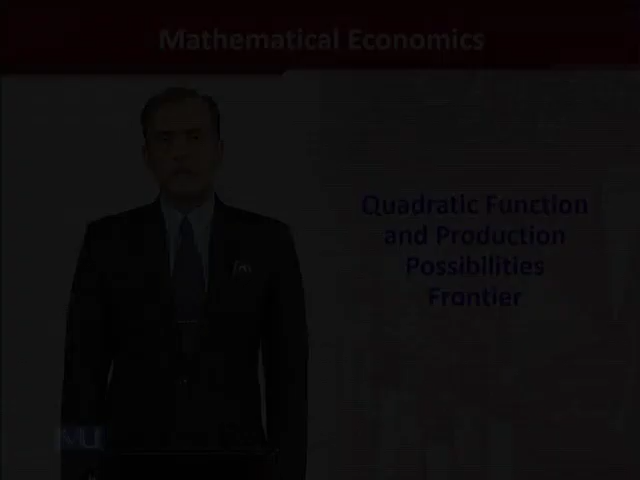 Mathematical Economics
Quadratic Function
and Production
Possibilities
Frontier